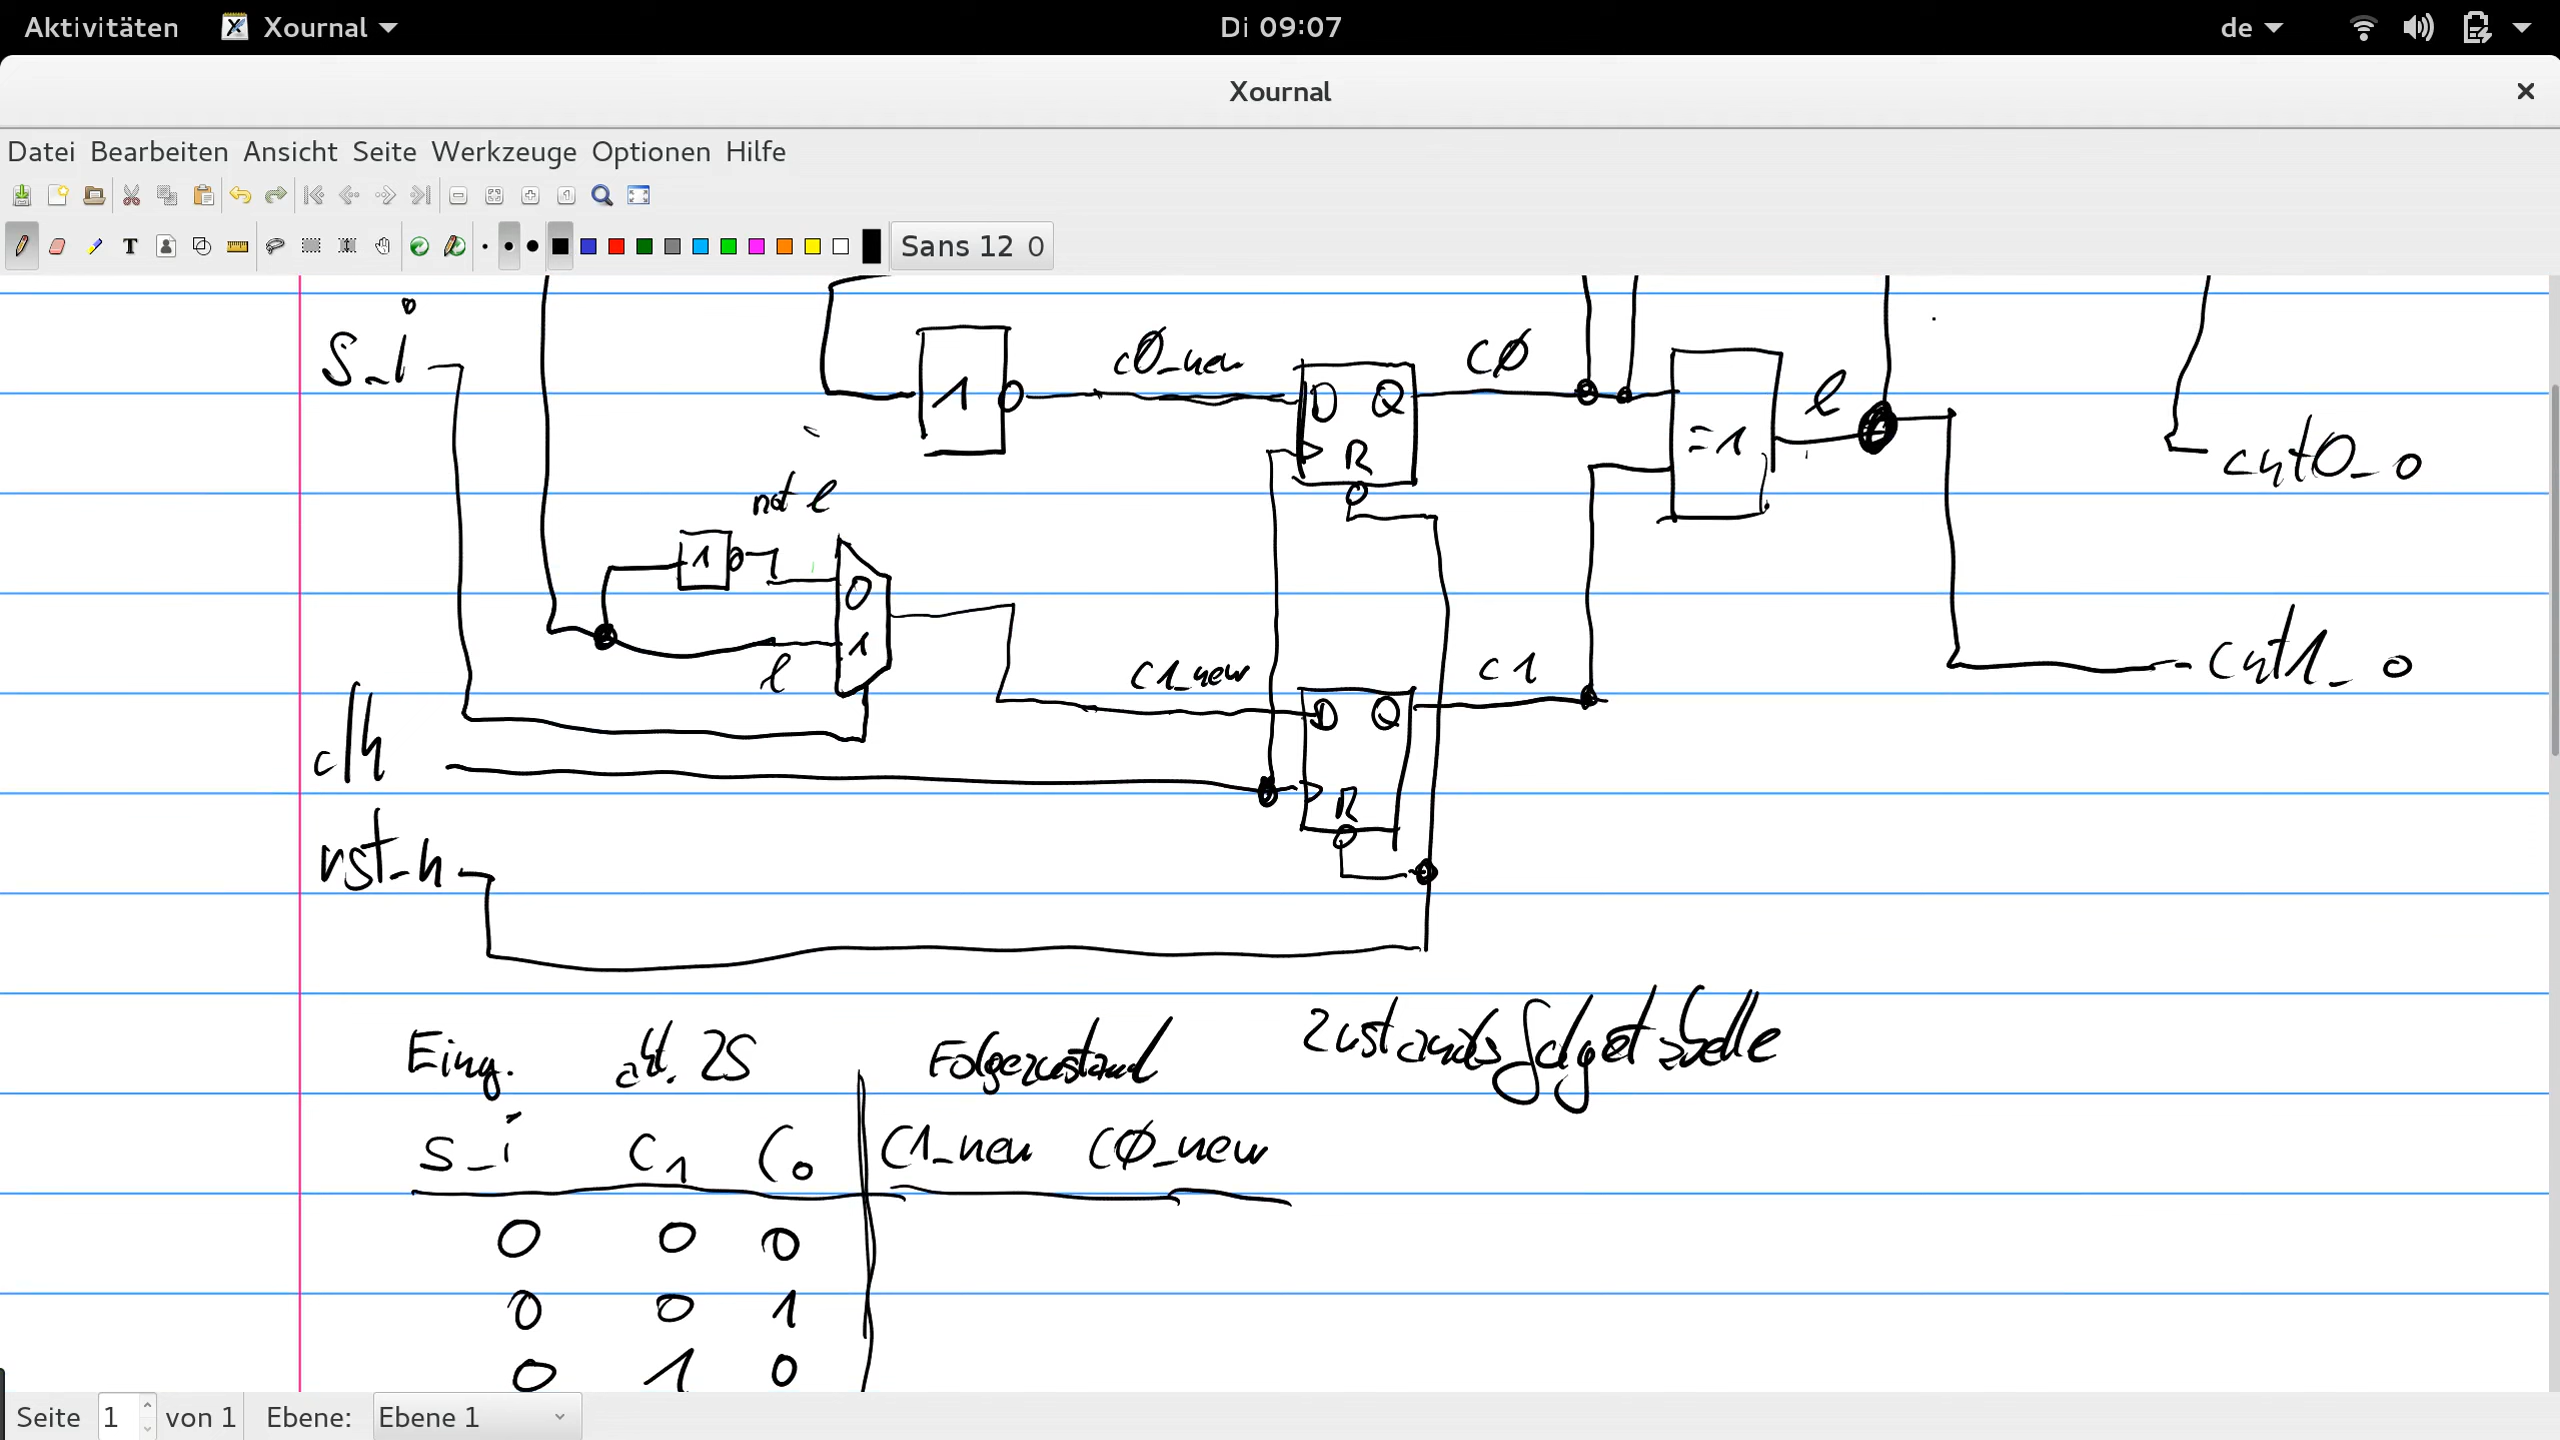 Aktivitäten Xournal Di 09:07 de
Xournal
Datei Bearbeiten Ansicht Seite Werkzeuge Optionen Hilfe
T Sans 12
s_i
1 c0_new D Q R c0 =1 l cnt0_o
not l
1 0 1
l
c1_new D Q R c1 cnt1_o
clk
rst_n
Eing. akt. ZS Folgezustand Zustandsfolgetabelle
s_i C1 C0 C1_new C0_new
0 0 0
0 0 1
0 1 0
Seite 1 von 1 Ebene: Ebene 1